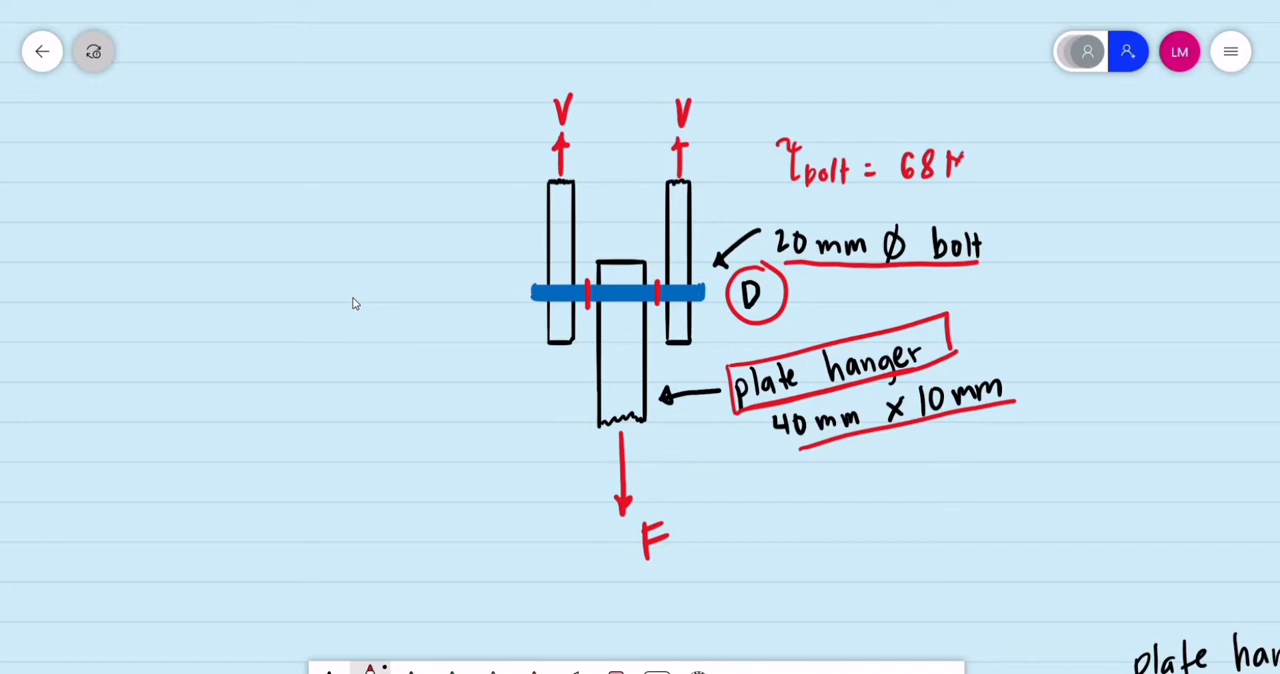 V V
τbolt = 68 M
20 mm Ø bolt
D
plate hanger
40 mm x 10 mm
F
plate han
LM